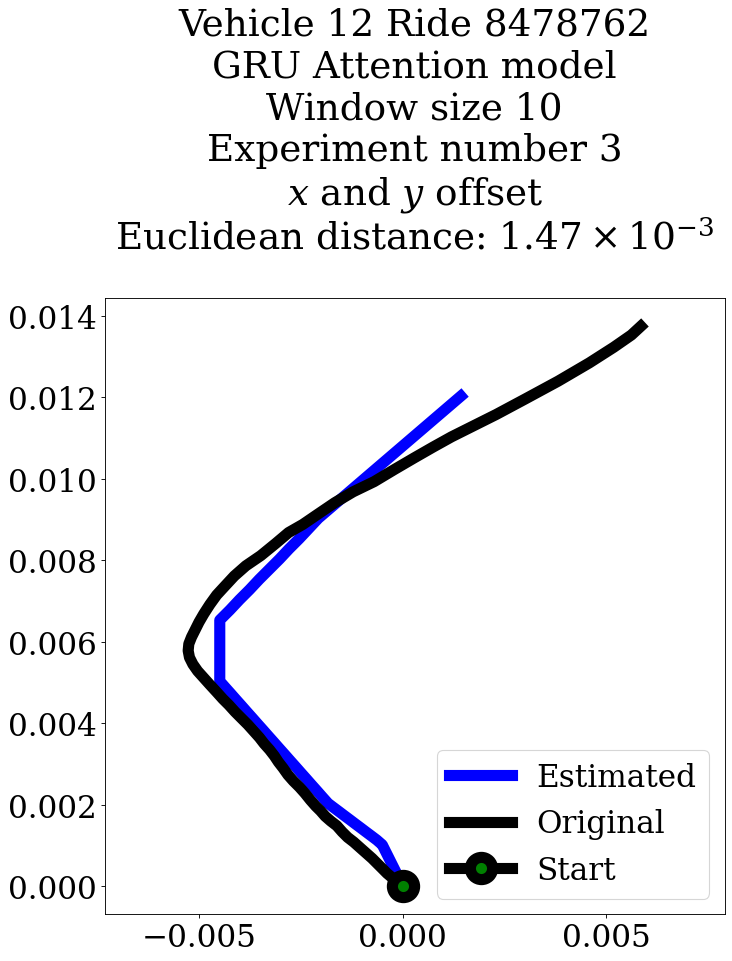 Vehicle 12 Ride 8478762
GRU Attention model
Window size 10
Experiment number 3
x and y offset
Euclidean distance: 1.47 × 10⁻³
0.014
0.012
0.010
0.008
0.006
0.004
0.002
0.000
−0.005
0.000
0.005
Estimated
Original
Start